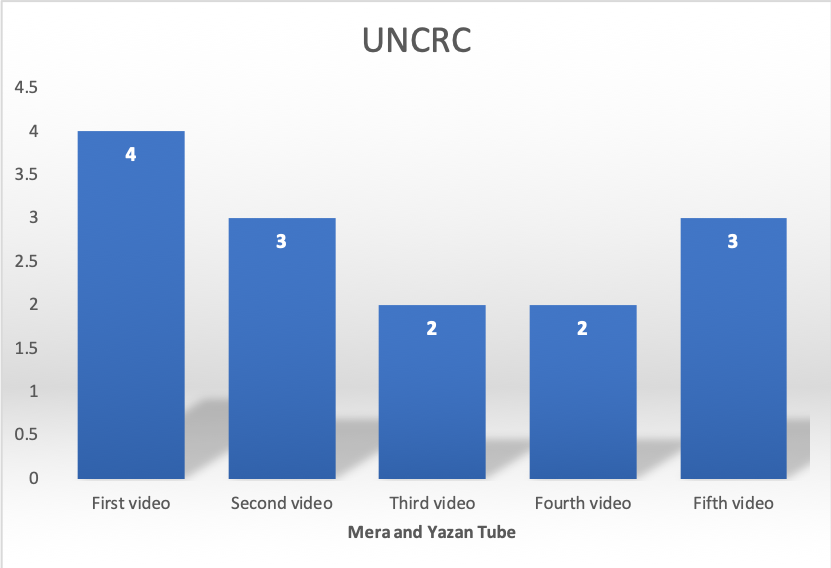 UNCRC
4.5
4
3.5
3
2.5
2
1.5
1
0.5
0
4
3
2
2
3
First video
Second video
Third video
Fourth video
Fifth video
Mera and Yazan Tube